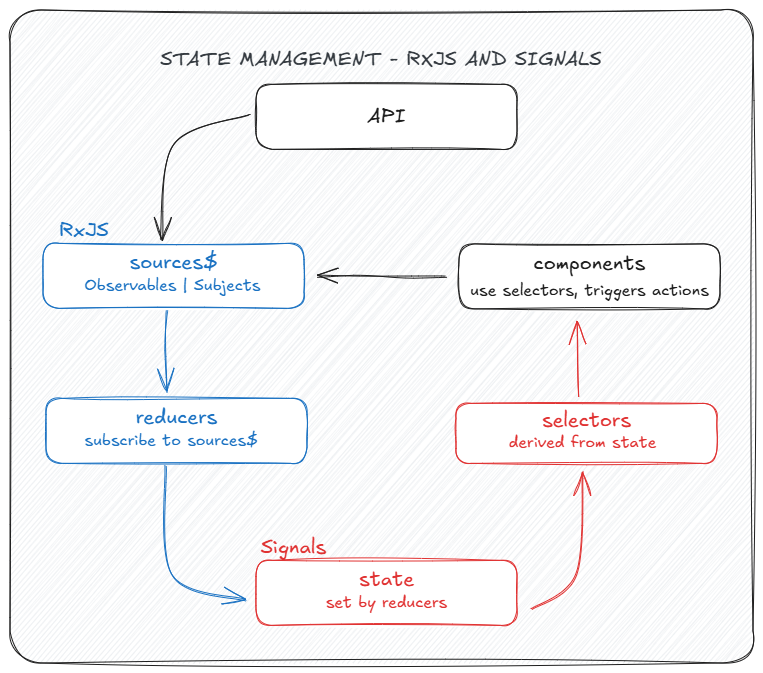 STATE MANAGEMENT - RXJS AND SIGNALS
API
RxJS
sources$
Observables | Subjects
components
use selectors, triggers actions
reducers
subscribe to sources$
selectors
derived from state
Signals
state
set by reducers